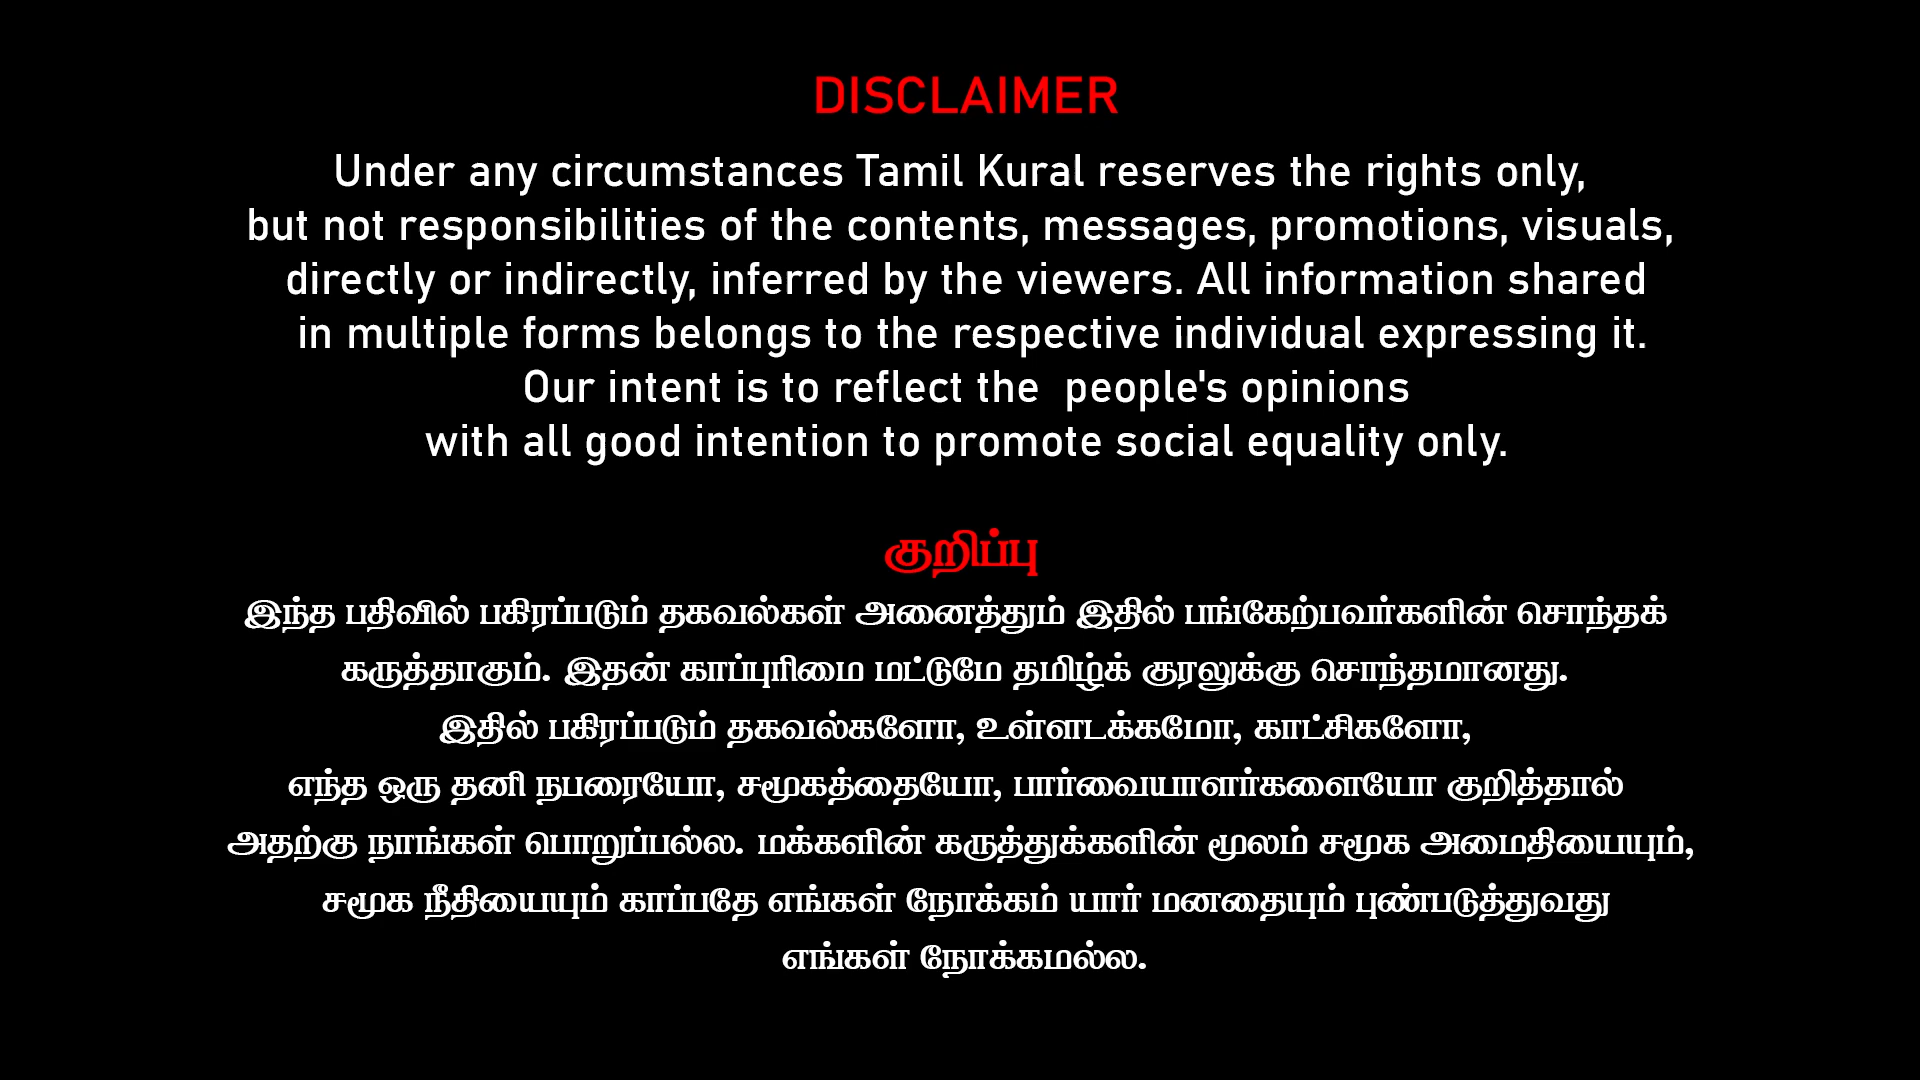 DISCLAIMER
Under any circumstances Tamil Kural reserves the rights only,
but not responsibilities of the contents, messages, promotions, visuals,
directly or indirectly, inferred by the viewers. All information shared
in multiple forms belongs to the respective individual expressing it.
Our intent is to reflect the  people's opinions
with all good intention to promote social equality only.
குறிப்பு
இந்த பதிவில் பகிரப்படும் தகவல்கள் அனைத்தும் இதில் பங்கேற்பவர்களின் சொந்தக்
கருத்தாகும். இதன் காப்புரிமை மட்டுமே தமிழ்க் குரலுக்கு சொந்தமானது.
இதில் பகிரப்படும் தகவல்களோ, உள்ளடக்கமோ, காட்சிகளோ,
எந்த ஒரு தனி நபரையோ, சமூகத்தையோ, பார்வையாளர்களையோ குறித்தால்
அதற்கு நாங்கள் பொறுப்பல்ல. மக்களின் கருத்துக்களின் மூலம் சமூக அமைதியையும்,
சமூக நீதியையும் காப்பதே எங்கள் நோக்கம் யார் மனதையும் புண்படுத்துவது
எங்கள் நோக்கமல்ல.